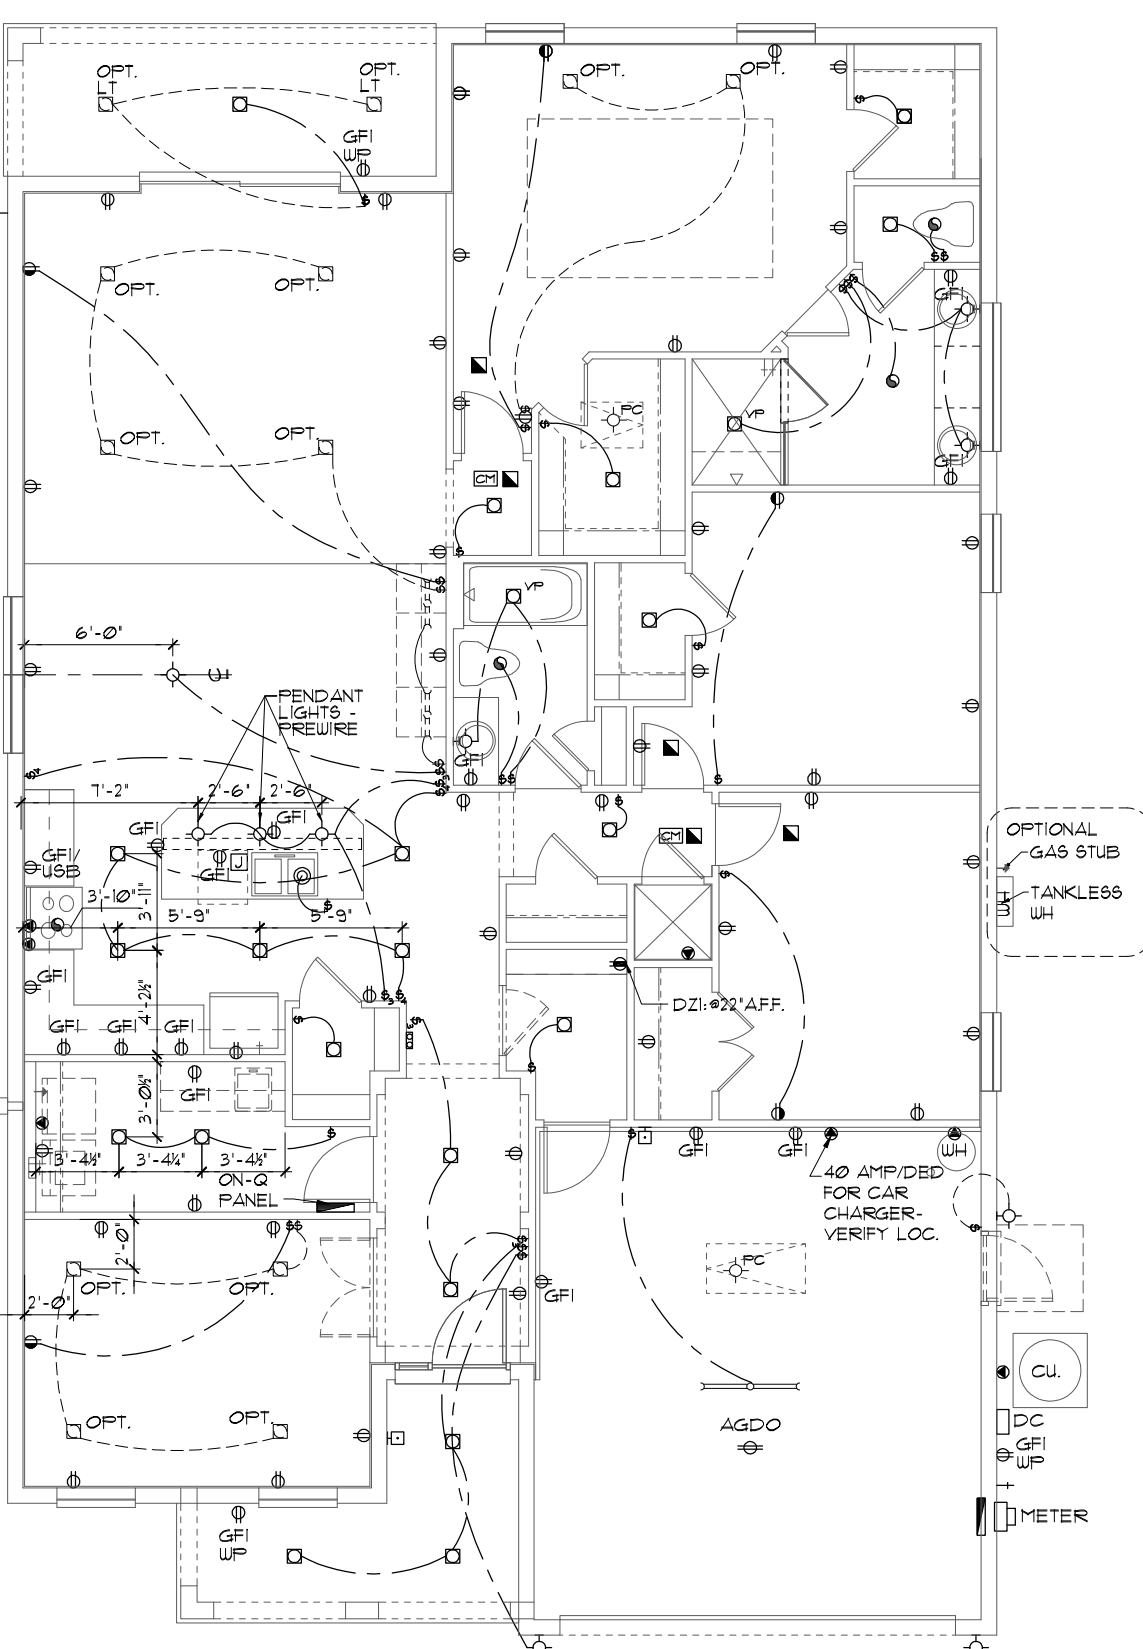 OPT.
LT
OPT.
LT
GFI
WP
OPT.
OPT.
OPT.
OPT.
OPT.
OPT.
GFI
GFI
PC
VP
CM
VP
6'-0"
PENDANT
LIGHTS -
PREWIRE
GFI
7'-2"
2'-6"
2'-6"
GFI
GFI
GFI
J
GFI/
USB
3'-10"
3'-11"
5'-9"
5'-9"
CM
OPTIONAL
GAS STUB
TANKLESS
WH
GFI
4'-2½"
DZ1:@22"A.F.F.
GFI
GFI
GFI
GFI
3'-0½"
3'-4½"
3'-4¼"
3'-4½"
ON-Q
PANEL
GFI
GFI
WH
40 AMP/DED
FOR CAR
CHARGER-
VERIFY LOC.
2'-0"
OPT.
OPT.
2'-0"
GFI
PC
OPT.
OPT.
CU.
AGDO
DC
GFI
WP
METER
GFI
WP